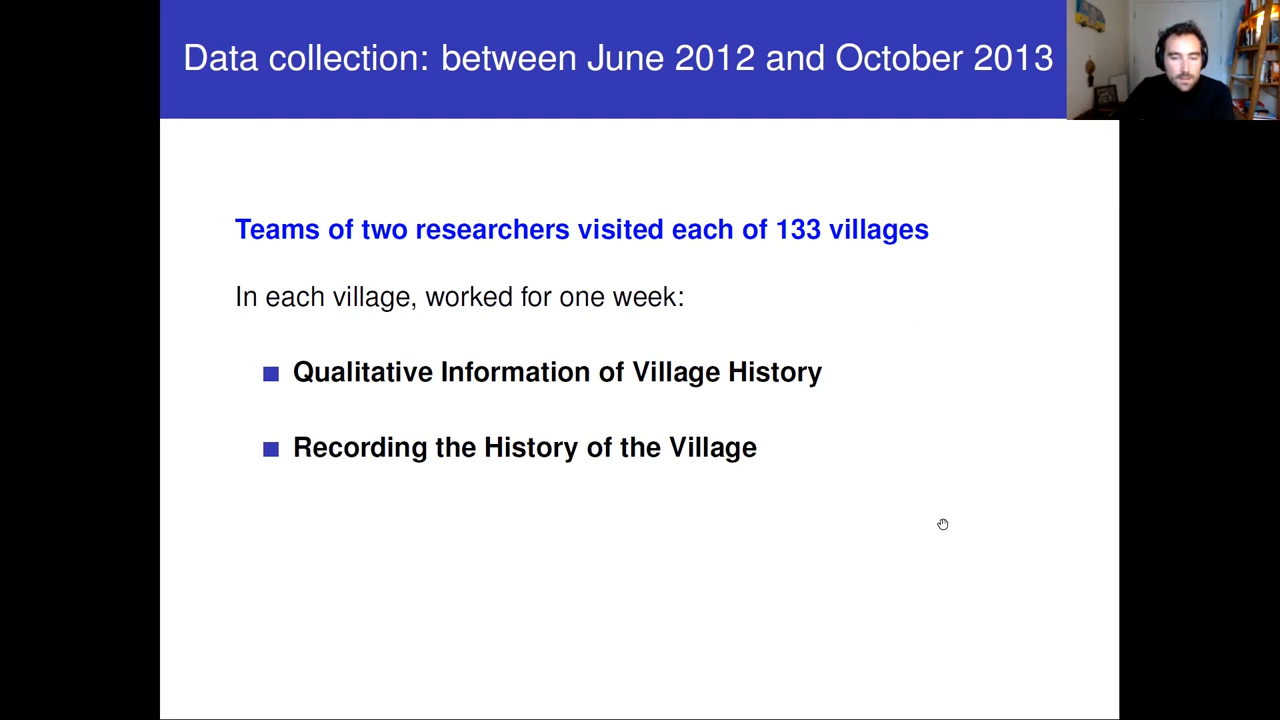 Data collection: between June 2012 and October 2013
Teams of two researchers visited each of 133 villages
In each village, worked for one week:
Qualitative Information of Village History
Recording the History of the Village